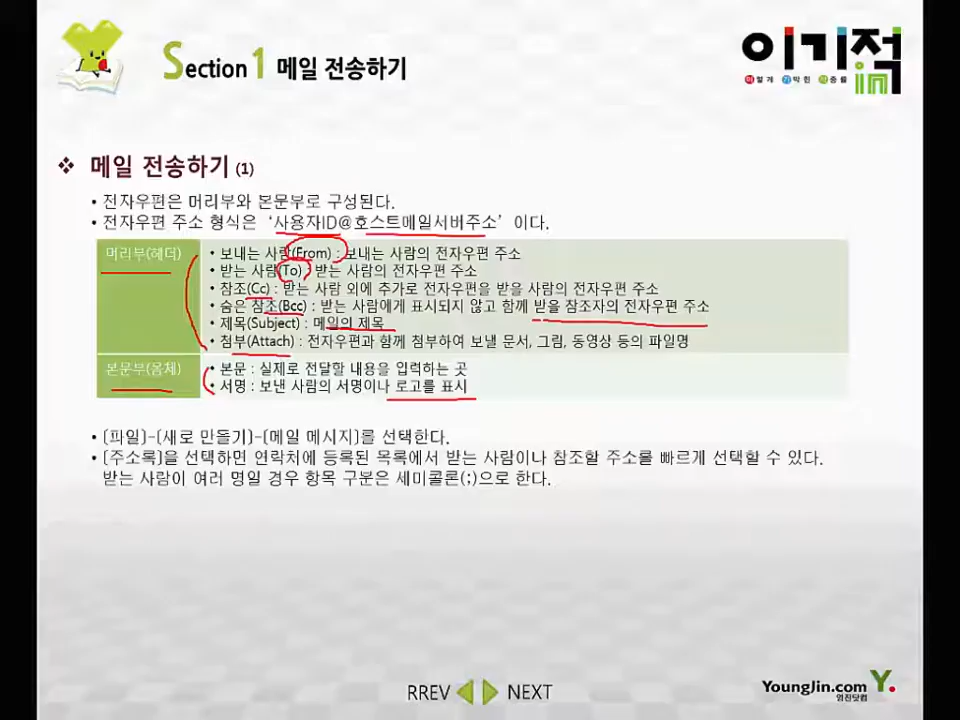 Section 1 메일 전송하기
이기적in
이렇게 기막힌 적중률
❖ 메일 전송하기 (1)
• 전자우편은 머리부와 본문부로 구성된다.
• 전자우편 주소 형식은 ‘사용자ID@호스트메일서버주소’ 이다.
머리부(헤더)
• 보내는 사람(From) : 보내는 사람의 전자우편 주소
• 받는 사람(To) : 받는 사람의 전자우편 주소
• 참조(Cc) : 받는 사람 외에 추가로 전자우편을 받을 사람의 전자우편 주소
• 숨은 참조(Bcc) : 받는 사람에게 표시되지 않고 함께 받을 참조자의 전자우편 주소
• 제목(Subject) : 메일의 제목
• 첨부(Attach) : 전자우편과 함께 첨부하여 보낼 문서, 그림, 동영상 등의 파일명
본문부(몸체)
• 본문 : 실제로 전달할 내용을 입력하는 곳
• 서명 : 보낸 사람의 서명이나 로고를 표시
• [파일]-[새로 만들기]-[메일 메시지]를 선택한다.
• [주소록]을 선택하면 연락처에 등록된 목록에서 받는 사람이나 참조할 주소를 빠르게 선택할 수 있다.
받는 사람이 여러 명일 경우 항목 구분은 세미콜론(;)으로 한다.
RREV NEXT
YoungJin.com Y.
영진닷컴